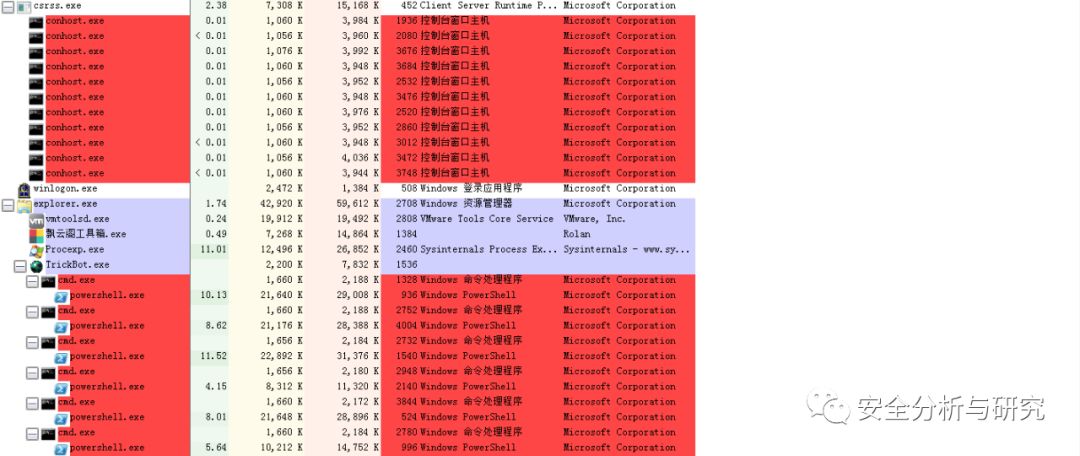 csrss.exe 2.38 7,308 K 15,168 K 452 Client Server Runtime P... Microsoft Corporation
conhost.exe 0.01 1,060 K 3,984 K 1936 控制台窗口主机 Microsoft Corporation
conhost.exe < 0.01 1,056 K 3,960 K 2080 控制台窗口主机 Microsoft Corporation
conhost.exe 0.01 1,076 K 3,992 K 3676 控制台窗口主机 Microsoft Corporation
conhost.exe 0.01 1,060 K 3,948 K 3684 控制台窗口主机 Microsoft Corporation
conhost.exe 0.01 1,056 K 3,952 K 2532 控制台窗口主机 Microsoft Corporation
conhost.exe 0.01 1,060 K 3,948 K 3476 控制台窗口主机 Microsoft Corporation
conhost.exe 0.01 1,060 K 3,976 K 2520 控制台窗口主机 Microsoft Corporation
conhost.exe 0.01 1,056 K 3,952 K 2860 控制台窗口主机 Microsoft Corporation
conhost.exe < 0.01 1,060 K 3,948 K 3012 控制台窗口主机 Microsoft Corporation
conhost.exe 0.01 1,056 K 4,036 K 3472 控制台窗口主机 Microsoft Corporation
conhost.exe < 0.01 1,060 K 3,944 K 3748 控制台窗口主机 Microsoft Corporation
winlogon.exe 2,472 K 1,384 K 508 Windows 登录应用程序 Microsoft Corporation
explorer.exe 1.74 42,920 K 59,612 K 2708 Windows 资源管理器 Microsoft Corporation
vmtoolsd.exe 0.24 19,912 K 19,492 K 2808 VMware Tools Core Service VMware, Inc.
飘云阁工具箱.exe 0.49 7,268 K 14,864 K 1384 Rolan
Procexp.exe 11.01 12,496 K 26,852 K 2460 Sysinternals Process Ex... Sysinternals - www.sy...
TrickBot.exe 2,200 K 7,832 K 1536
cmd.exe 1,660 K 2,188 K 1328 Windows 命令处理程序 Microsoft Corporation
powershell.exe 10.13 21,640 K 29,008 K 936 Windows PowerShell Microsoft Corporation
cmd.exe 1,660 K 2,188 K 2752 Windows 命令处理程序 Microsoft Corporation
powershell.exe 8.62 21,176 K 28,388 K 4004 Windows PowerShell Microsoft Corporation
cmd.exe 1,656 K 2,184 K 2732 Windows 命令处理程序 Microsoft Corporation
powershell.exe 11.52 22,892 K 31,376 K 1540 Windows PowerShell Microsoft Corporation
cmd.exe 1,656 K 2,180 K 2948 Windows 命令处理程序 Microsoft Corporation
powershell.exe 4.15 8,312 K 11,320 K 2140 Windows PowerShell Microsoft Corporation
cmd.exe 1,660 K 2,172 K 3844 Windows 命令处理程序 Microsoft Corporation
powershell.exe 8.01 21,648 K 28,896 K 524 Windows PowerShell Microsoft Corporation
cmd.exe 1,660 K 2,184 K 2780 Windows 命令处理程序 Microsoft Corporation
powershell.exe 5.64 10,212 K 14,752 K 996 Windows PowerShell Microsoft Corporation
安全分析与研究